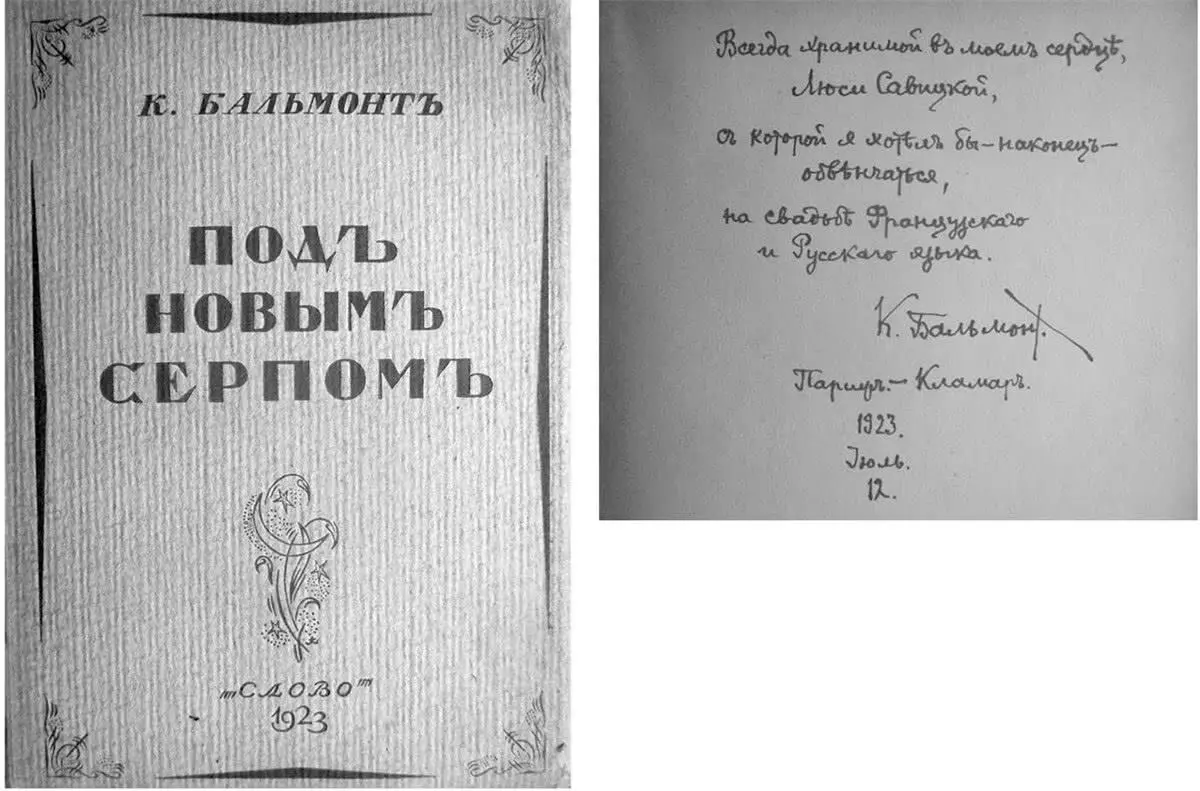 К. БАЛЬМОНТЪ
ПОДЪ
НОВЫМЪ
СЕРПОМЪ
"СЛОВО"
1923
Всегда хранимой въ моемъ сердцѣ,
Люси Савицкой,
съ которой я хотѣлъ бы—наконецъ—
обвѣнчаться,
на свадьбѣ Французскаго
и Русскаго языка.
К. Бальмонт.
Парижъ.— Кламаръ.
1923.
Іюль.
12.